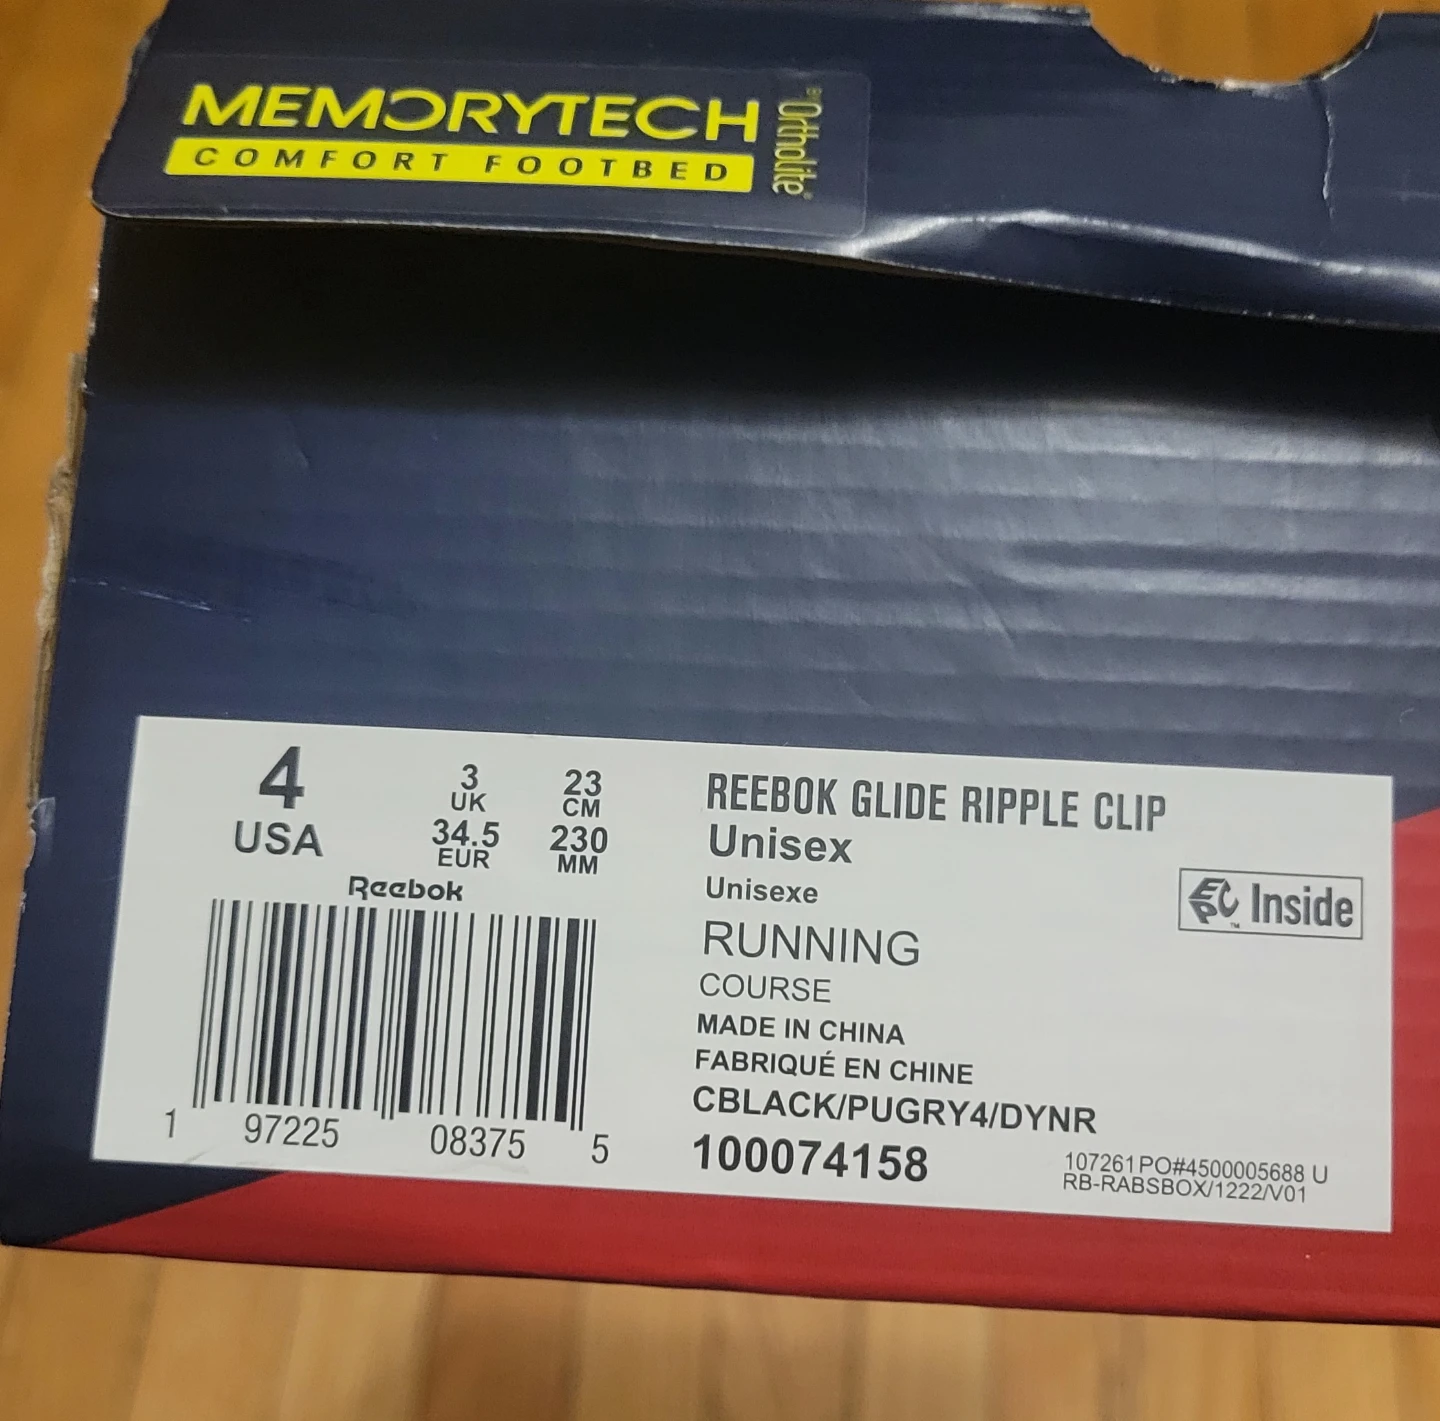 MEMORYTECH
COMFORT FOOTBED
BY Ortholite
4
USA
3
UK
34.5
EUR
23
CM
230
MM
Reebok
1 97225 08375 5
REEBOK GLIDE RIPPLE CLIP
Unisex
Unisexe
RUNNING
COURSE
MADE IN CHINA
FABRIQUÉ EN CHINE
CBLACK/PUGRY4/DYNR
100074158
EPC™ Inside
107261PO#4500005688 U
RB-RABSBOX/1222/V01